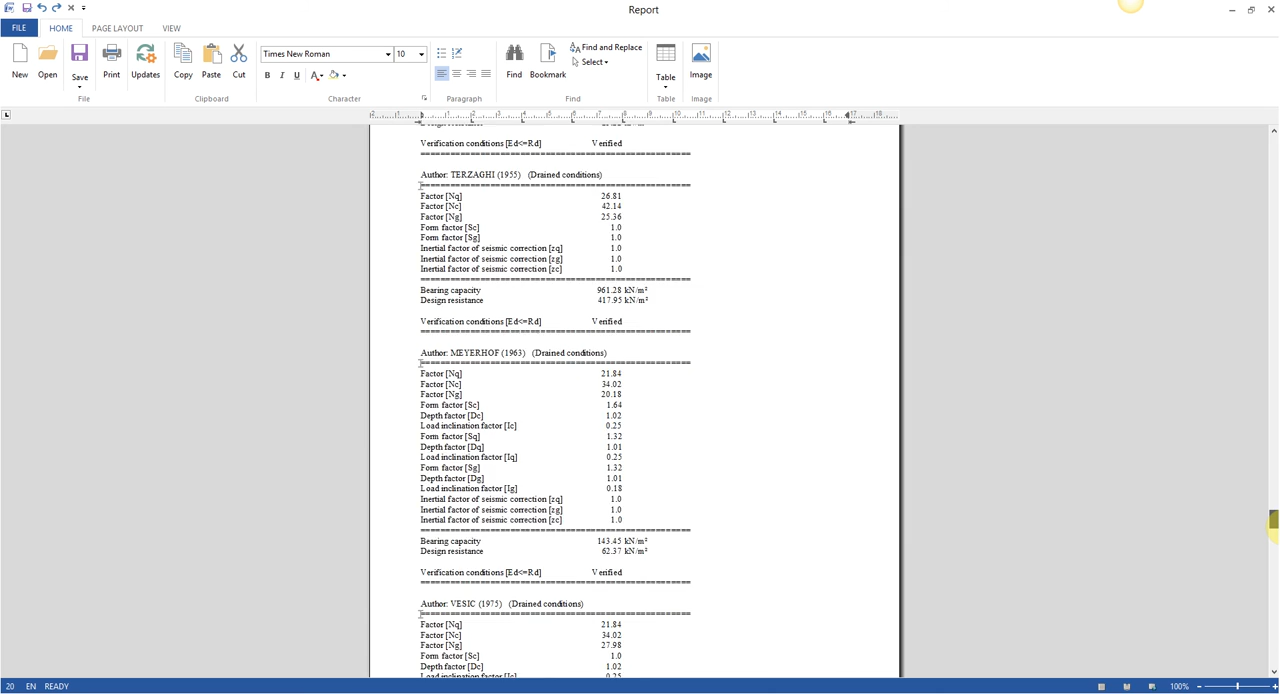 Report
FILE HOME PAGE LAYOUT VIEW
Times New Roman 10
Find and Replace
Select
B I U A
New Open Save Print Updates Copy Paste Cut Find Bookmark Table Image
File Clipboard Character Paragraph Find Table Image
Verification conditions [Ed<=Rd] Verified
======================================================
Author: TERZAGHI (1955) (Drained conditions)
======================================================
Factor [Nq] 26.81
Factor [Nc] 42.14
Factor [Ng] 25.36
Form factor [Sc] 1.0
Form factor [Sg] 1.0
Inertial factor of seismic correction [zq] 1.0
Inertial factor of seismic correction [zg] 1.0
Inertial factor of seismic correction [zc] 1.0
======================================================
Bearing capacity 961.28 kN/m²
Design resistance 417.95 kN/m²
Verification conditions [Ed<=Rd] Verified
======================================================
Author: MEYERHOF (1963) (Drained conditions)
======================================================
Factor [Nq] 21.84
Factor [Nc] 34.02
Factor [Ng] 20.18
Form factor [Sc] 1.64
Depth factor [Dc] 1.02
Load inclination factor [Ic] 0.25
Form factor [Sq] 1.32
Depth factor [Dq] 1.01
Load inclination factor [Iq] 0.25
Form factor [Sg] 1.32
Depth factor [Dg] 1.01
Load inclination factor [Ig] 0.18
Inertial factor of seismic correction [zq] 1.0
Inertial factor of seismic correction [zg] 1.0
Inertial factor of seismic correction [zc] 1.0
======================================================
Bearing capacity 143.45 kN/m²
Design resistance 62.37 kN/m²
Verification conditions [Ed<=Rd] Verified
======================================================
Author: VESIC (1975) (Drained conditions)
======================================================
Factor [Nq] 21.84
Factor [Nc] 34.02
Factor [Ng] 27.98
Form factor [Sc] 1.0
Depth factor [Dc] 1.02
Load inclination factor [Ic] 0.25
20 EN READY 100%